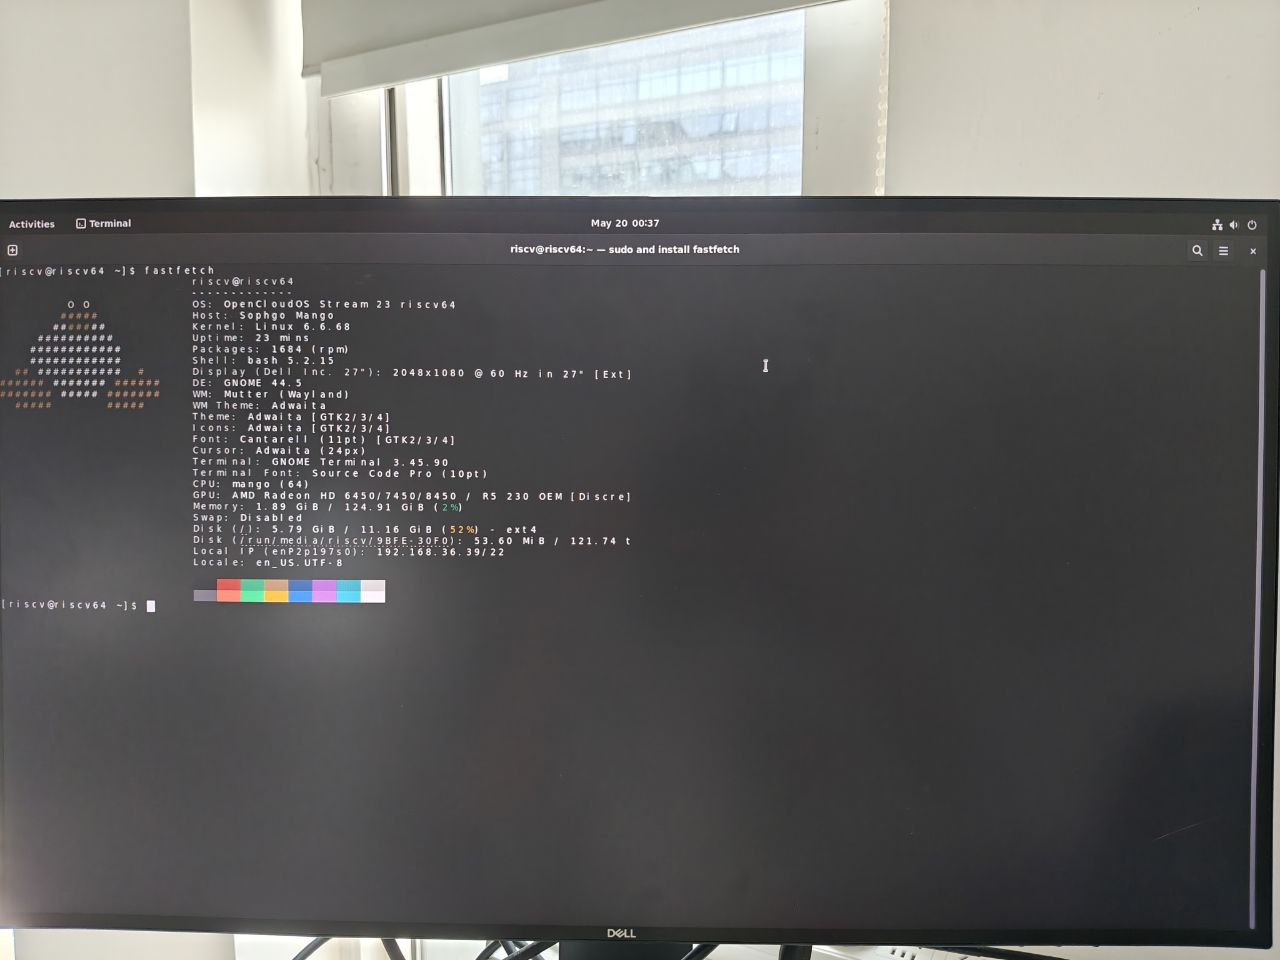 Activities Terminal May 20 00:37
riscv@riscv64:~ — sudo and install fastfetch
[riscv@riscv64 ~]$ fastfetch
riscv@riscv64
-------------
OS: OpenCloudOS Stream 23 riscv64
Host: Sophgo Mango
Kernel: Linux 6.6.68
Uptime: 23 mins
Packages: 1684 (rpm)
Shell: bash 5.2.15
Display (Dell Inc. 27"): 2048x1080 @ 60 Hz in 27" [Ext]
DE: GNOME 44.5
WM: Mutter (Wayland)
WM Theme: Adwaita
Theme: Adwaita [GTK2/3/4]
Icons: Adwaita [GTK2/3/4]
Font: Cantarell (11pt) [GTK2/3/4]
Cursor: Adwaita (24px)
Terminal: GNOME Terminal 3.45.90
Terminal Font: Source Code Pro (10pt)
CPU: mango (64)
GPU: AMD Radeon HD 6450/7450/8450 / R5 230 OEM [Discre]
Memory: 1.89 GiB / 124.91 GiB (2%)
Swap: Disabled
Disk (/): 5.79 GiB / 11.16 GiB (52%) - ext4
Disk (/run/media/riscv/9BFE-30F0): 53.60 MiB / 121.74 t
Local IP (enP2p197s0): 192.168.36.39/22
Locale: en_US.UTF-8
[riscv@riscv64 ~]$
DELL